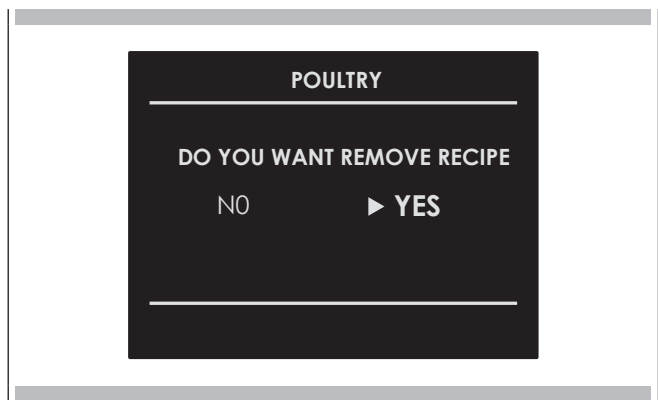 POULTRY
DO YOU WANT REMOVE RECIPE
N0 ▶ YES